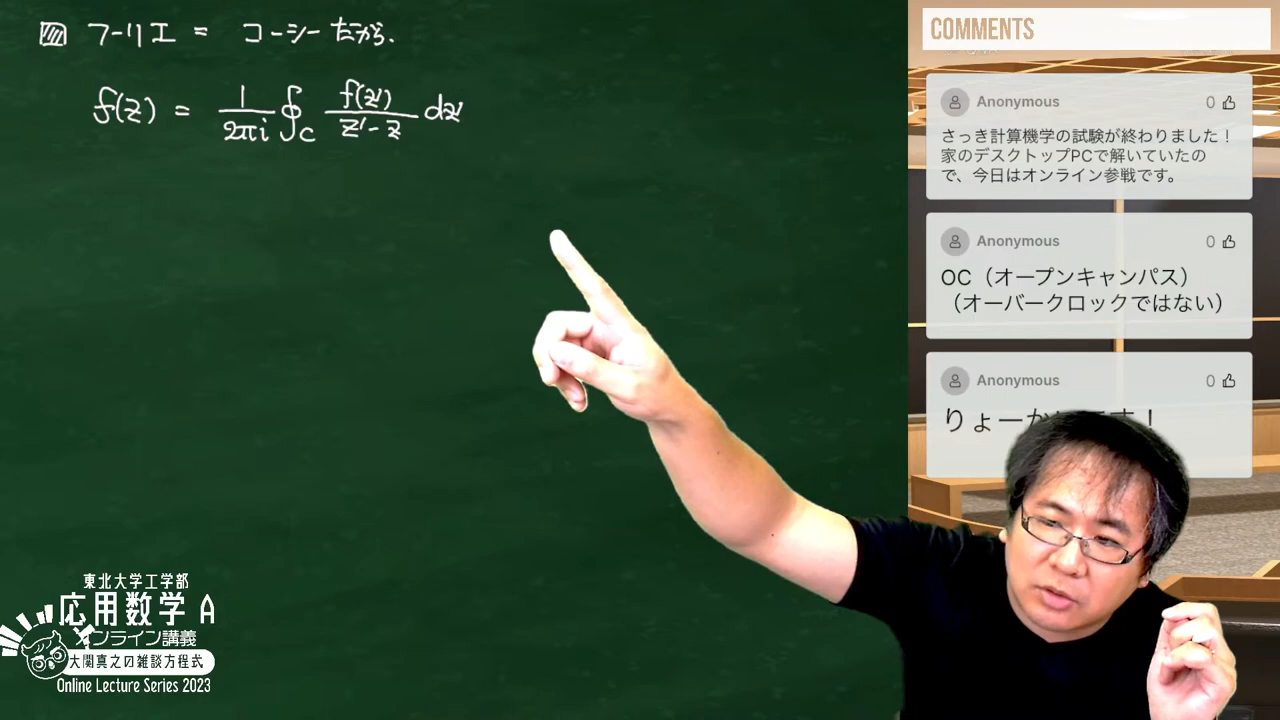 フーリエ = コーシーだから.
f(z) = \frac{1}{2πi} ∮_C \frac{f(z')}{z'-z} dz'
COMMENTS
Anonymous 0
さっき計算機学の試験が終わりました！
家のデスクトップPCで解いていたの
で、今日はオンライン参戦です。
Anonymous 0
OC（オープンキャンパス）
（オーバークロックではない）
Anonymous 0
東北大学工学部
応用数学 A
オンライン講義
大関真之の雑談方程式
Online Lecture Series 2023